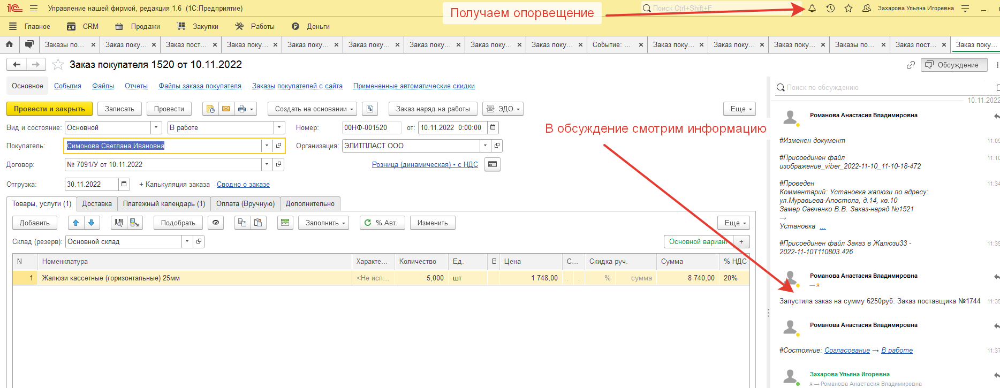 1С Управление нашей фирмой, редакция 1.6 (1С:Предприятие)
Получаем опорвещение
Поиск Ctrl+Shift+F
Захарова Ульяна Игоревна
Главное CRM Продажи Закупки Работы Деньги
Заказы по... Заказ поку... Заказ пост... Заказ поку... Заказ поку... Заказ поку... Заказ поку... Заказ поку... Заказ поку... Событие: ... Заказ поку... Заказ поку... Заказ поку... Заказы по... Заказ пост... Заказ поку...
Заказ покупателя 1520 от 10.11.2022
Обсуждение
Основное События Файлы Отчеты Файлы заказа покупателя Заказы покупателей с сайта Примененные автоматические скидки
Провести и закрыть Записать Провести Создать на основании Заказ наряд на работы ЭДО Еще
Вид и состояние: Основной В работе Номер: 00НФ-001520 от: 10.11.2022 0:00:00
В обсуждение смотрим информацию
Покупатель: Симонова Светлана Ивановна Организация: ЭЛИТПЛАСТ ООО
Договор: № 7091/У от 10.11.2022 Розница (динамическая) • с НДС
Отгрузка: 30.11.2022 + Калькуляция заказа Сводно о заказе
Товары, услуги (1) Доставка Платежный календарь (1) Оплата (Вручную) Дополнительно
Добавить Подобрать Заполнить % Авт. Изменить Еще
Склад (резерв): Основной склад Основной вариант +
N Номенклатура Характе... Количество Ед. Е Цена С... Скидка руч. Сумма % НДС
1 Жалюзи кассетные (горизонтальные) 25мм <Не исп... 5,000 шт 1 748,00 . . % сумма 8 740,00 20%
Поиск по обсуждению
10.11.2022
Романова Анастасия Владимировна
#Изменен документ 11:09
#Присоединен файл 11:10
изображение_viber_2022-11-10_11-10-18-472
#Проведен 11:34
Комментарий: Установка жалюзи по адресу:
ул.Муравьева-Апостола, д.14, кв.10
Замер Савченко В.В. Заказ-наряд №1521
→
Установка ...
#Присоединен файл Заказ в Жалюзи33 - 11:35
2022-11-10T110803.426
Романова Анастасия Владимировна
→ я
Запустила заказ на сумму 6250руб. Заказ поставщика №1744 11:35
Романова Анастасия Владимировна
#Состояние: Согласование → В работе 11:37
Захарова Ульяна Игоревна
я → Романова Анастасия Владимировна